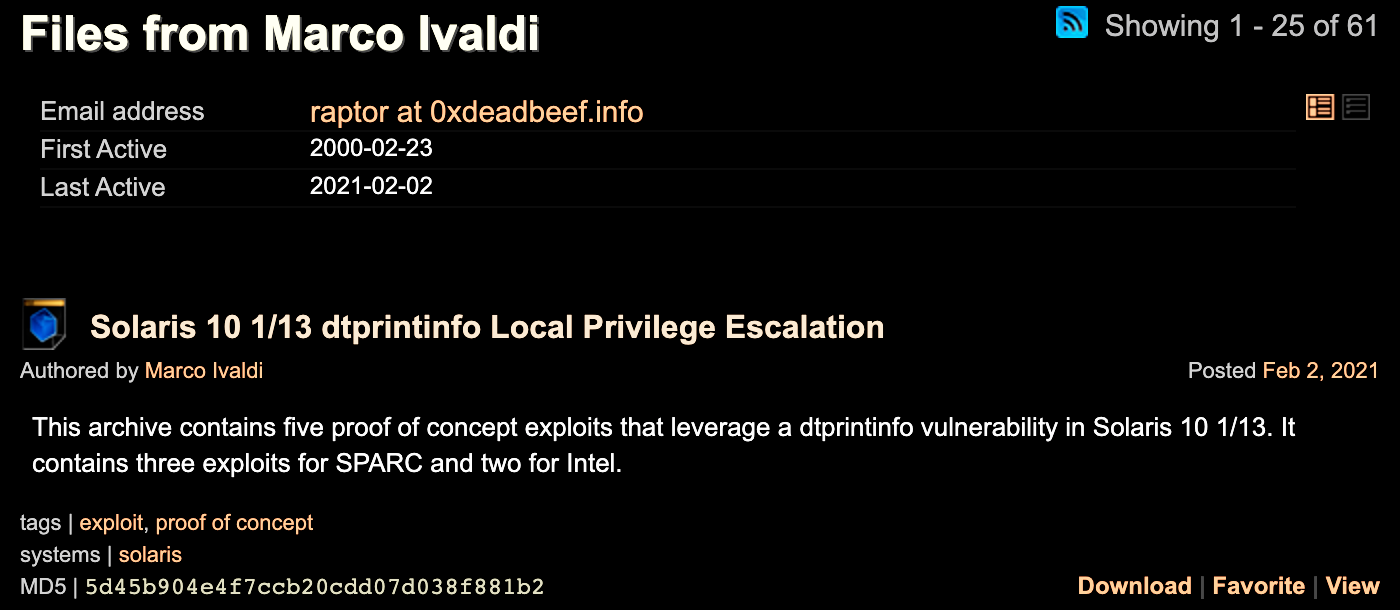 Files from Marco Ivaldi
Showing 1 - 25 of 61
Email address raptor at 0xdeadbeef.info
First Active 2000-02-23
Last Active 2021-02-02
Solaris 10 1/13 dtprintinfo Local Privilege Escalation
Authored by Marco Ivaldi
Posted Feb 2, 2021
This archive contains five proof of concept exploits that leverage a dtprintinfo vulnerability in Solaris 10 1/13. It
contains three exploits for SPARC and two for Intel.
tags | exploit, proof of concept
systems | solaris
MD5 | 5d45b904e4f7ccb20cdd07d038f881b2
Download | Favorite | View